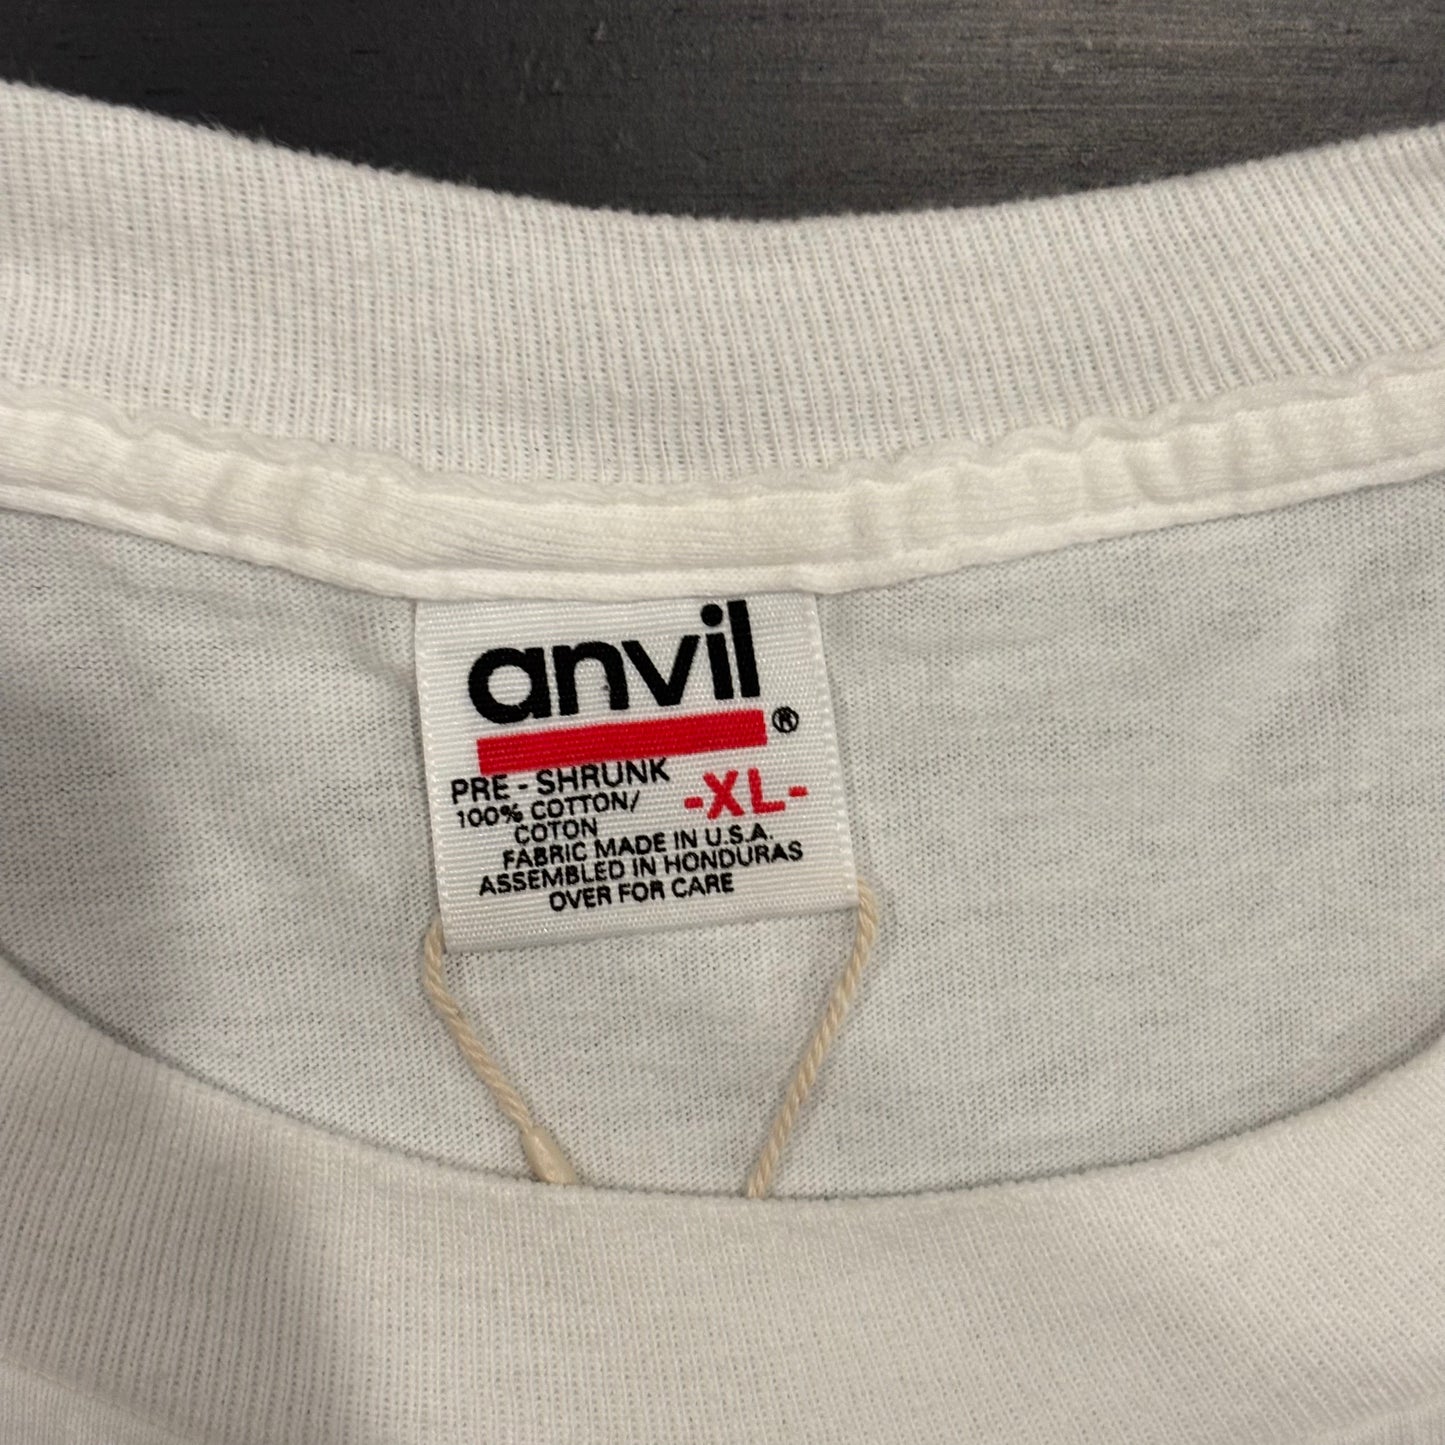 anvil®
PRE - SHRUNK -XL-
100% COTTON/
COTON
FABRIC MADE IN U.S.A.
ASSEMBLED IN HONDURAS
OVER FOR CARE